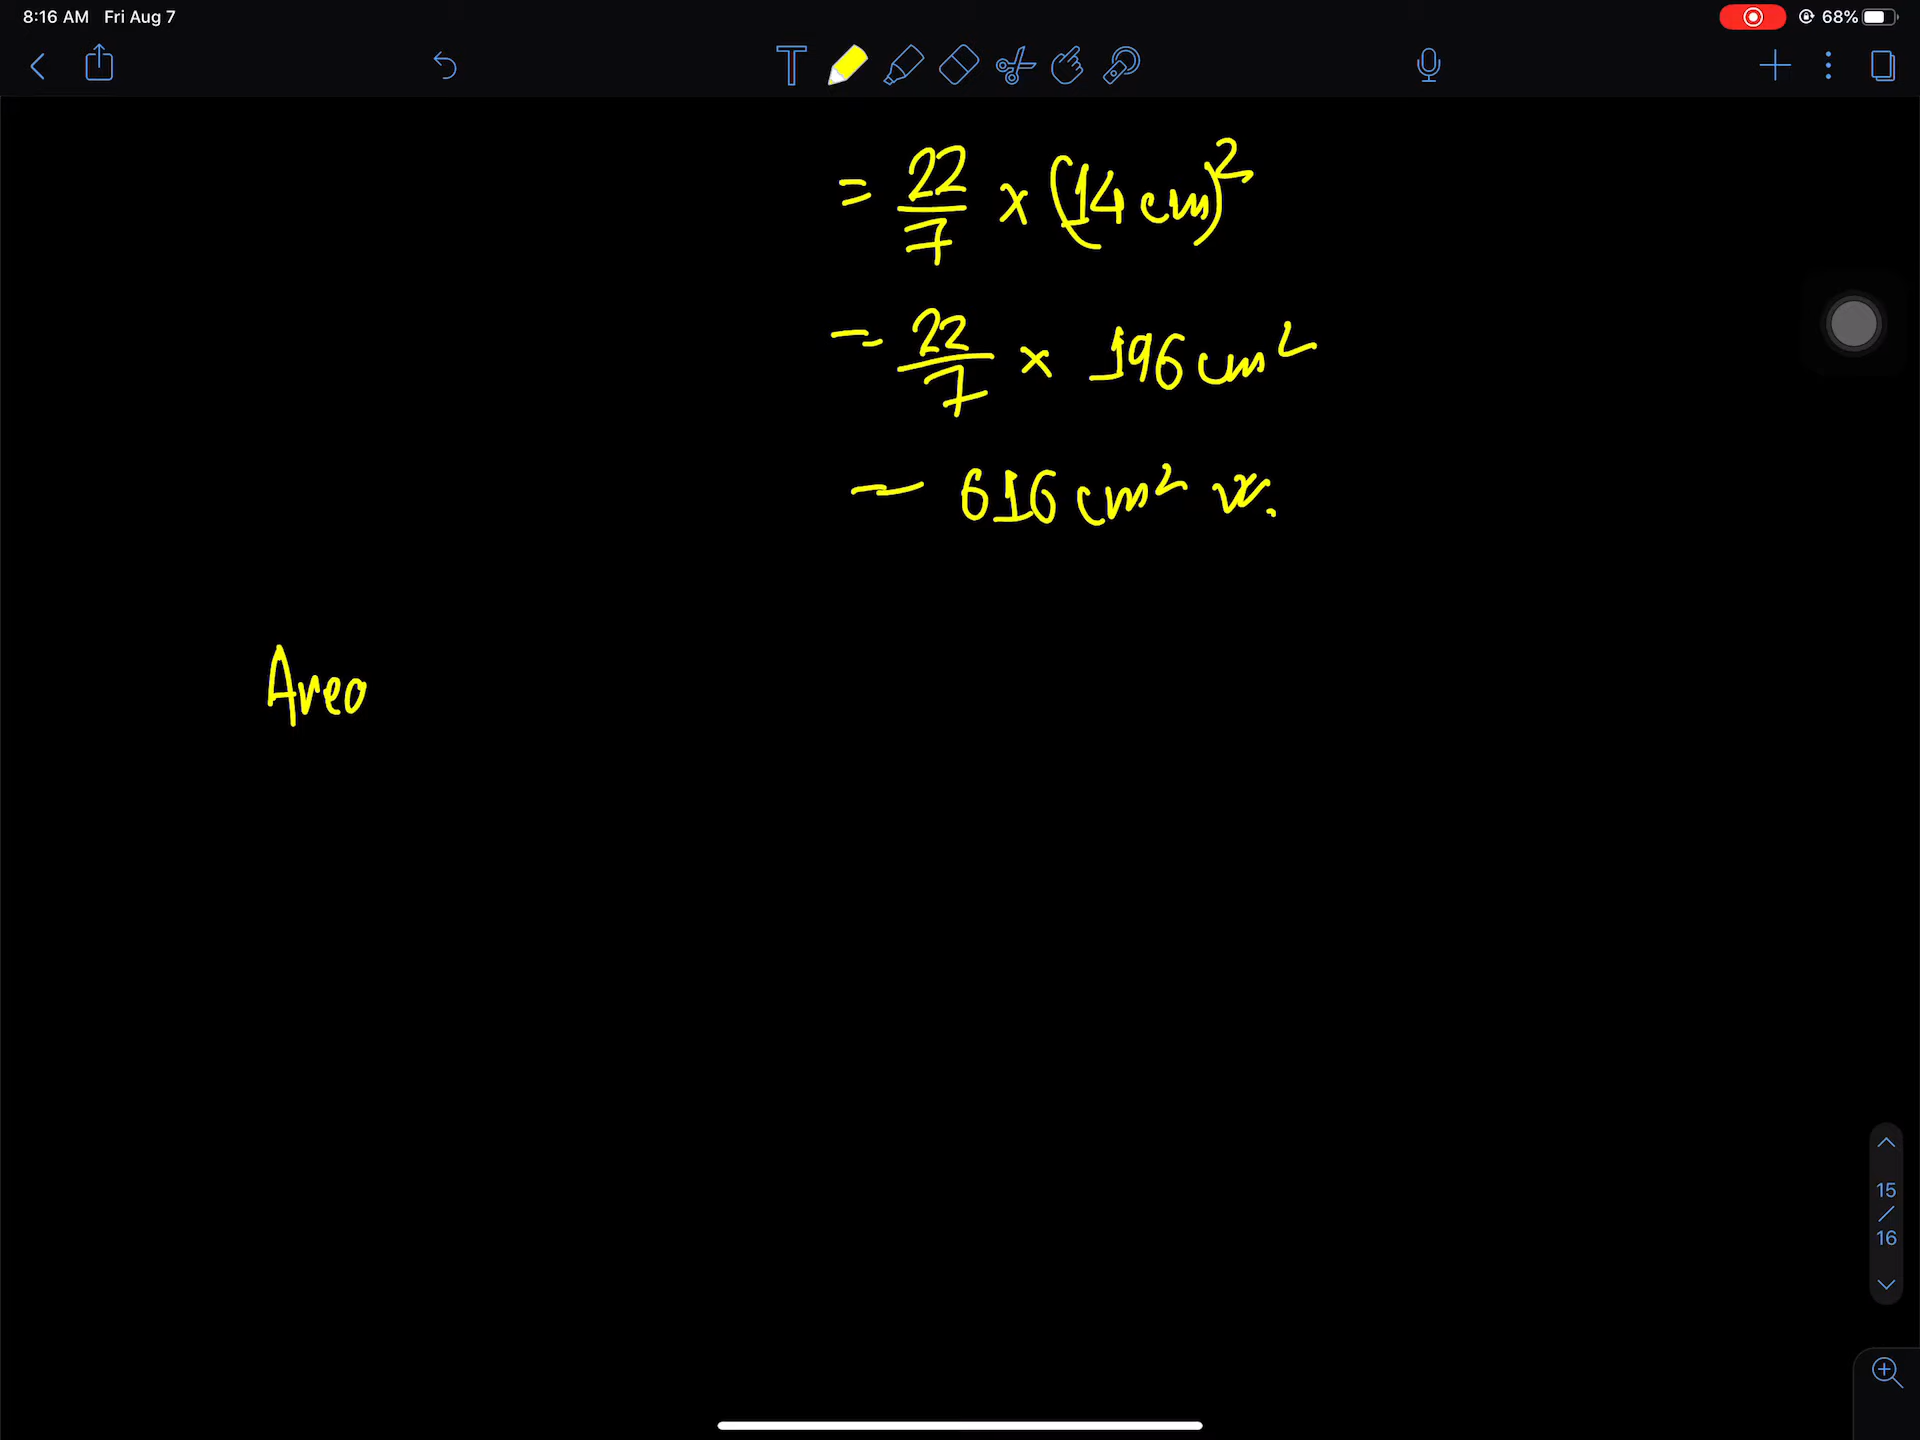 8:16 AM Fri Aug 7 68%
= 22/7 × (14 cm)²
= 22/7 × 196 cm²
= 616 cm²
Area
15
/
16